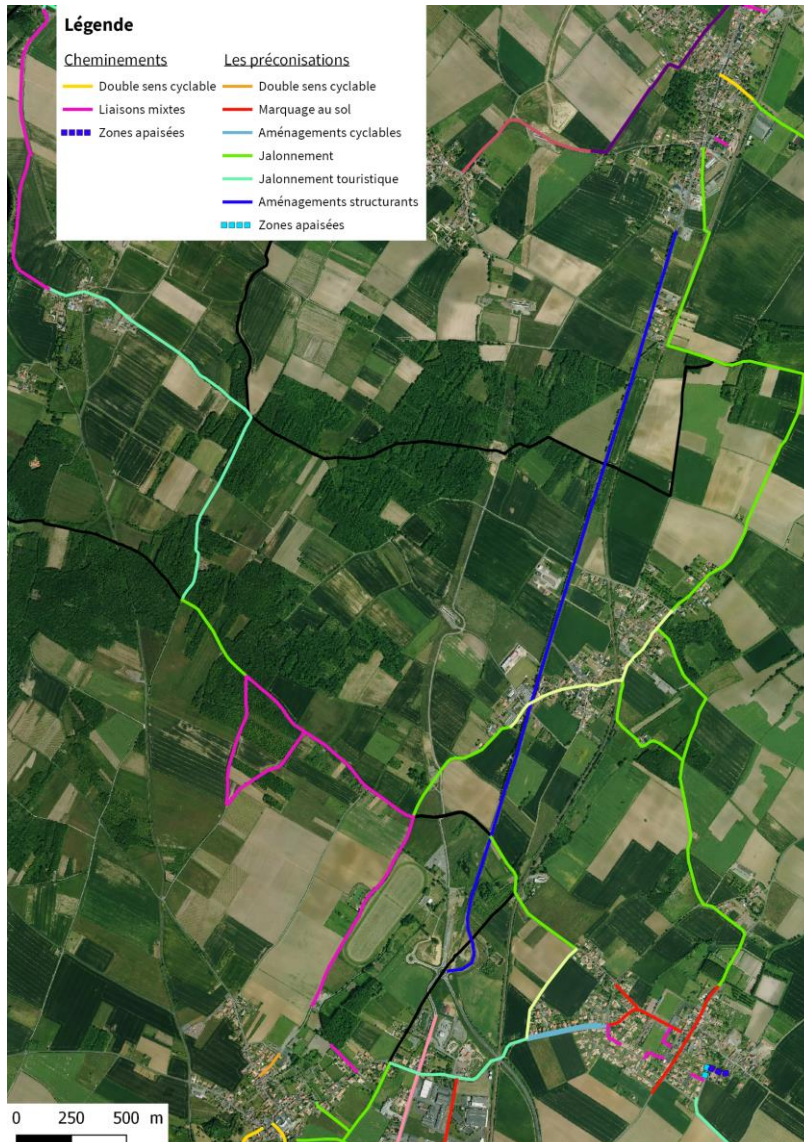 Légende
Cheminements
Double sens cyclable
Liaisons mixtes
Zones apaisées
Les préconisations
Double sens cyclable
Marquage au sol
Aménagements cyclables
Jalonnement
Jalonnement touristique
Aménagements structurants
Zones apaisées
0 250 500 m